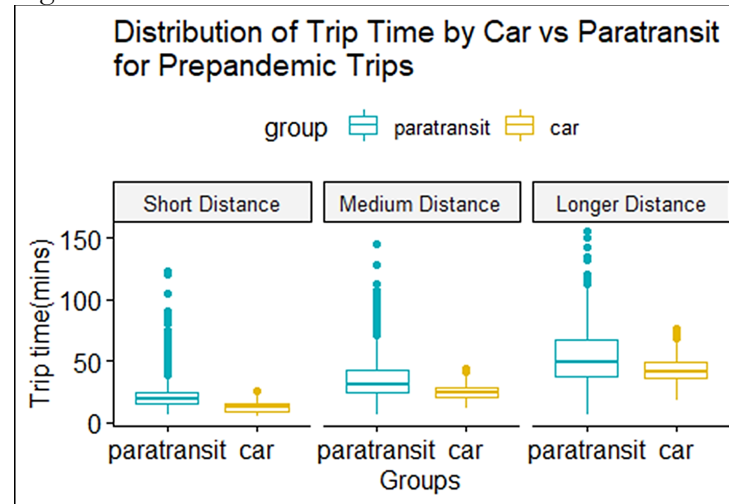 Distribution of Trip Time by Car vs Paratransit
for Prepandemic Trips
group paratransit car
Short Distance Medium Distance Longer Distance
Trip time(mins)
150
100
50
0
paratransit car paratransit car paratransit car
Groups